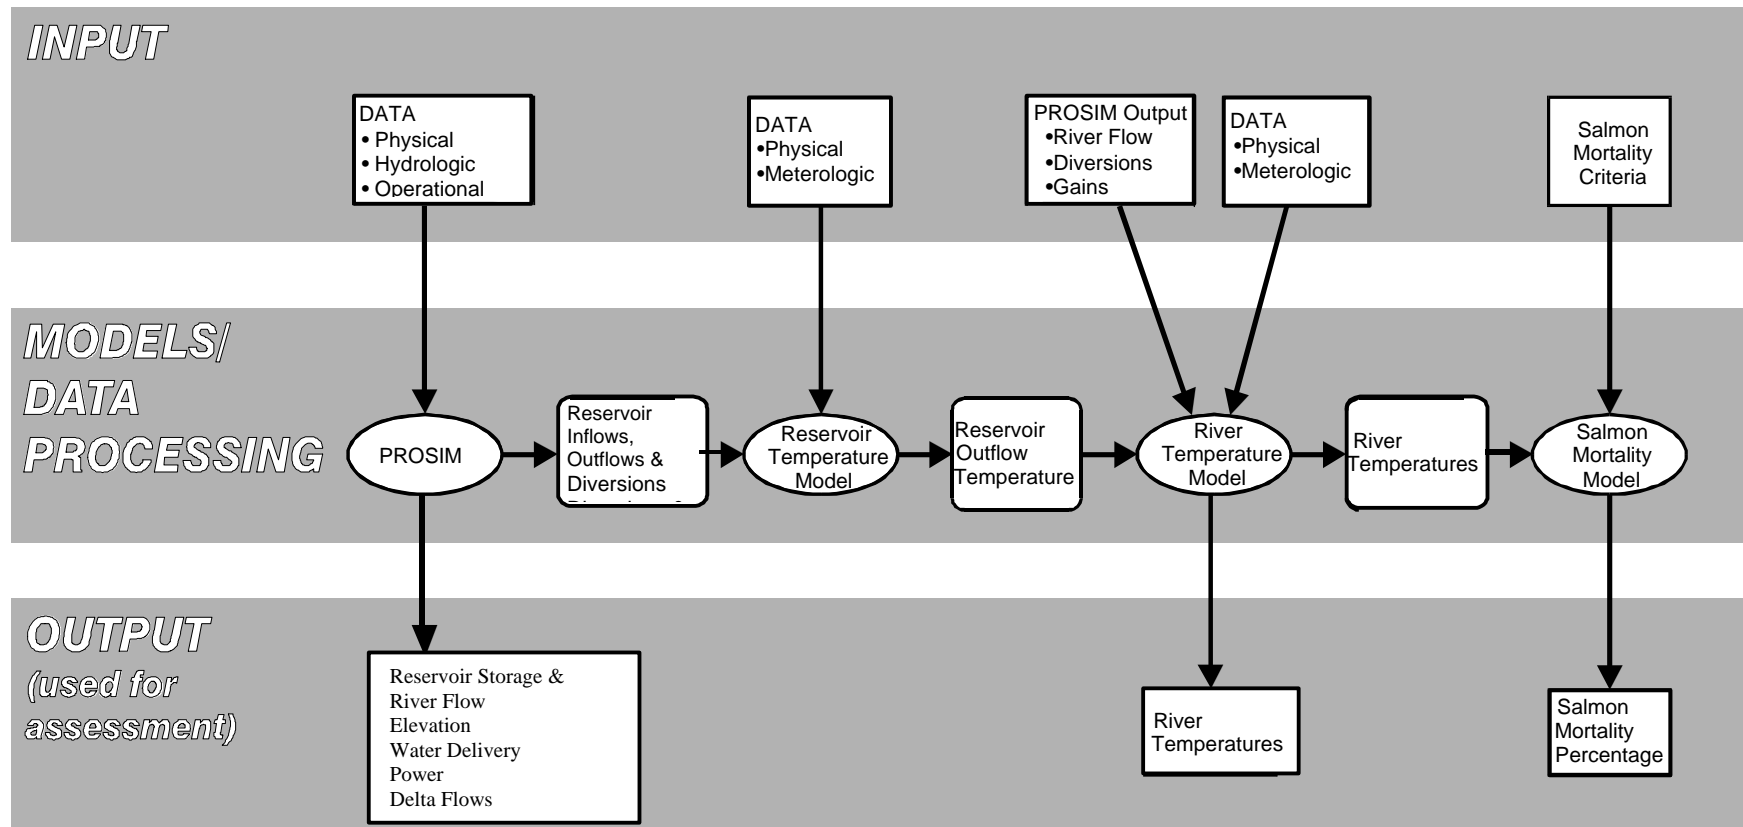 INPUT
DATA
• Physical
• Hydrologic
• Operational
DATA
•Physical
•Meterologic
PROSIM Output
•River Flow
•Diversions
•Gains
DATA
•Physical
•Meterologic
Salmon
Mortality
Criteria
MODELS/
DATA
PROCESSING
PROSIM
Reservoir
Inflows,
Outflows &
Diversions
Reservoir
Temperature
Model
Reservoir
Outflow
Temperature
River
Temperature
Model
River
Temperatures
Salmon
Mortality
Model
OUTPUT
(used for
assessment)
Reservoir Storage &
River Flow
Elevation
Water Delivery
Power
Delta Flows
River
Temperatures
Salmon
Mortality
Percentage